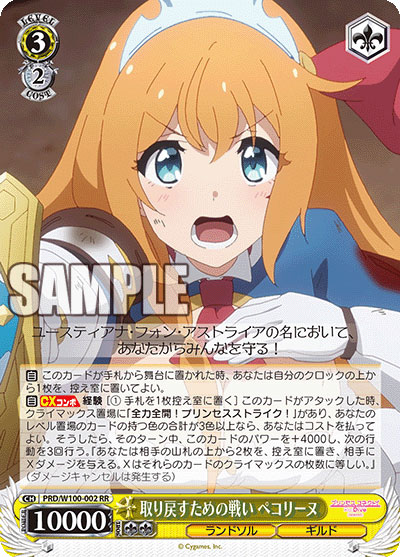 LEVEL
3
2
COST
SAMPLE
ユースティアナ・フォン・アストライアの名において、
あなたがらみんなを守る！
自 このカードが手札から舞台に置かれた時、あなたは自分のクロックの上から1枚を、控え室に置いてよい。
自 CXコンボ 経験 [① 手札を1枚控え室に置く] このカードがアタックした時、
クライマックス置場に「全力全開！プリンセスストライク！」があり、あなたの
レベル置場のカードの持つ色の合計が3色以上なら、あなたはコストを払ってよい。
そうしたら、そのターン中、このカードのパワーを+4000し、次の行
動を3回行う。『あなたは相手の山札の上から2枚を、控え室に置き、相手に
Xダメージを与える。Xはそれらのカードのクライマックスの枚数に等しい。』
（ダメージキャンセルは発生する）
CH PRD/W100-002 RR
POWER
10000
取り戻すための戦い ペコリーヌ
ランドソル
ギルド
© Cygames, Inc.